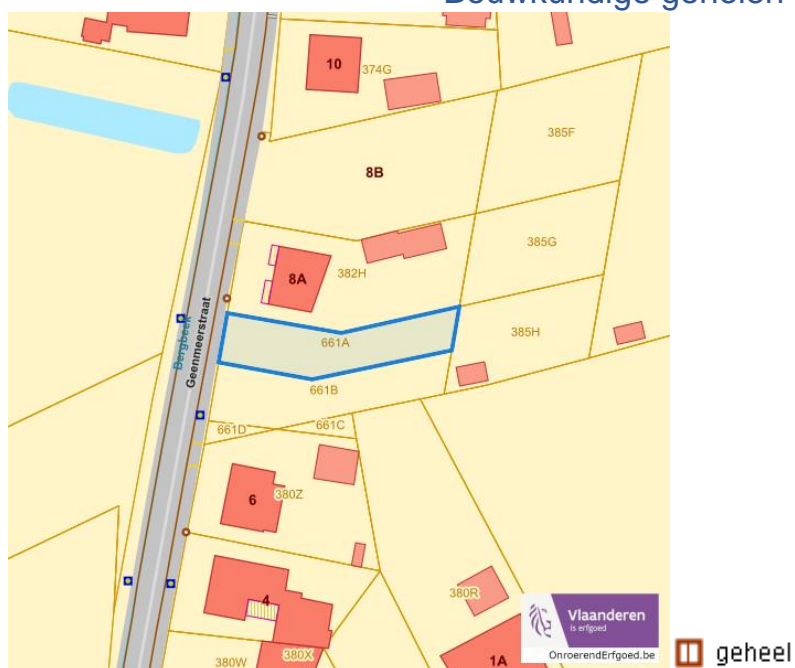 Bouwkundige gehelen
10
374G
385F
8B
385G
8A
382H
Bergbeek
Geenmeerstraat
661A
385H
661B
661D
661C
6
380Z
4
380R
380W
380X
1A
Vlaanderen
is erfgoed
OnroerendErfgoed.be
geheel